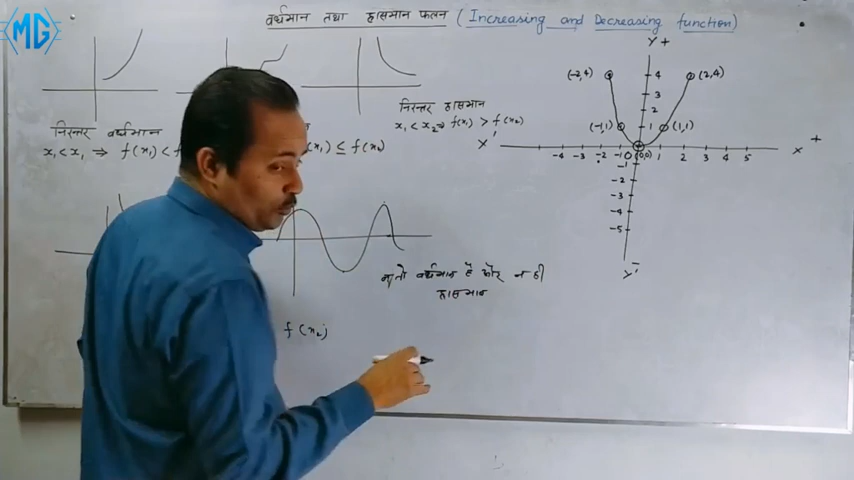 MG
वर्धमान तथा ह्रासमान फलन (Increasing and Decreasing function)
निरन्तर वर्धमान
x₁ < x₁ ⇒ f(x₁) < f
(x₁) ≤ f(x₂)
निरन्तर ह्रासमान
x₁ < x₂ ⇒ f(x₁) > f(x₂)
न तो वर्धमान है और न ही
ह्रासमान
f(x₂)
Y+
(-2,4) 4 (2,4)
3
2
(-1,1) 1 (1,1)
X' -4 -3 -2 -1 0 (0,0) 1 2 3 4 5 X +
-1
-2
-3
-4
-5
Y'